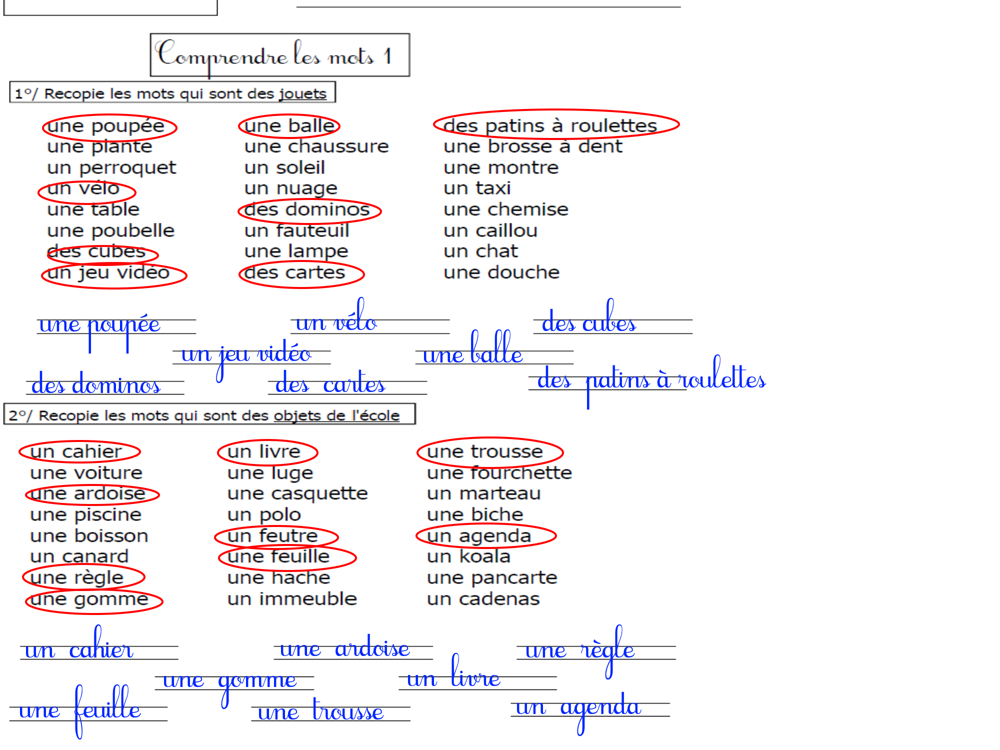 Comprendre les mots 1
1°/ Recopie les mots qui sont des jouets
une poupée une balle des patins à roulettes
une plante une chaussure une brosse à dent
un perroquet un soleil une montre
un vélo un nuage un taxi
une table des dominos une chemise
une poubelle un fauteuil un caillou
des cubes une lampe un chat
un jeu vidéo des cartes une douche
une poupée un vélo des cubes
un jeu vidéo une balle
des dominos des cartes des patins à roulettes
2°/ Recopie les mots qui sont des objets de l'école
un cahier un livre une trousse
une voiture une luge une fourchette
une ardoise une casquette un marteau
une piscine un polo une biche
une boisson un feutre un agenda
un canard une feuille un koala
une règle une hache une pancarte
une gomme un immeuble un cadenas
un cahier une ardoise une règle
une gomme un livre
une feuille une trousse un agenda